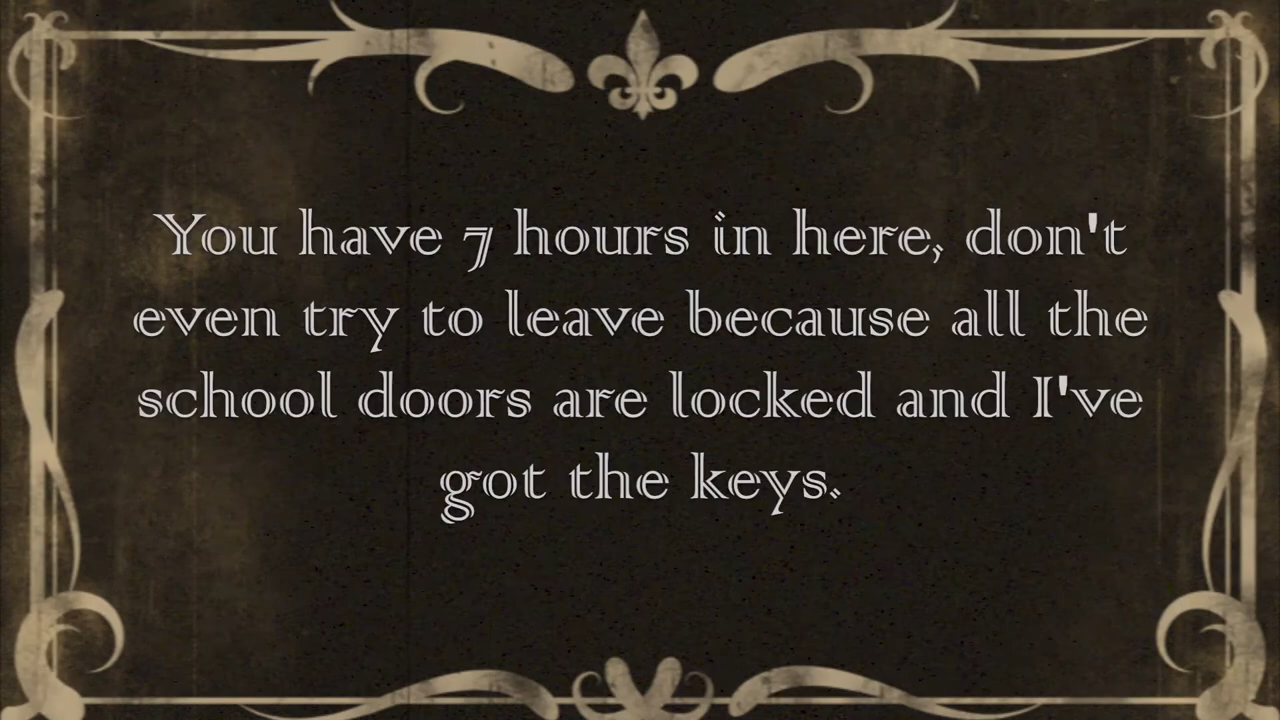 You have 7 hours in here, don't
even try to leave because all the
school doors are locked and I've
got the keys.